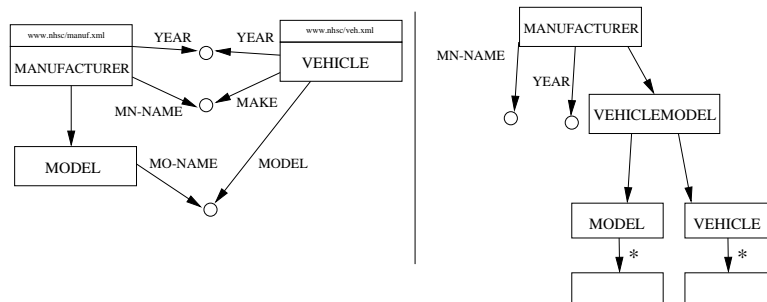 www.nhsc/manuf.xml
YEAR
YEAR
www.nhsc/veh.xml
MANUFACTURER
VEHICLE
MN-NAME
MAKE
MODEL
MO-NAME
MODEL
MANUFACTURER
MN-NAME
YEAR
VEHICLEMODEL
MODEL
VEHICLE
*
*